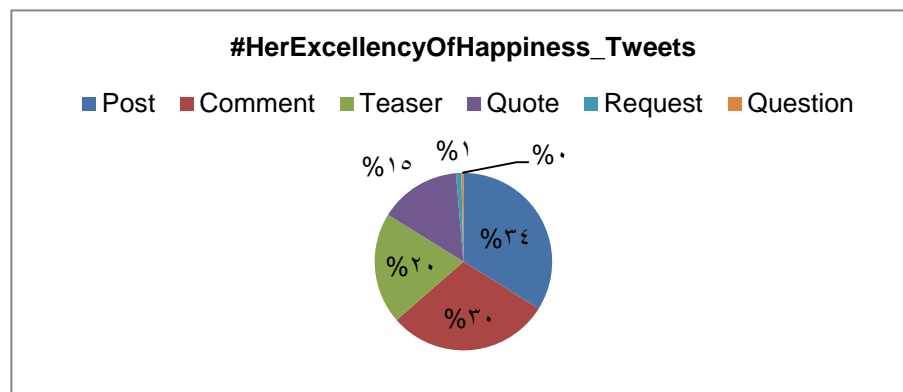 #HerExcellencyOfHappiness_Tweets
Post Comment Teaser Quote Request Question
%١٥ %١ %٠
%٣٤
%٢٠
%٣٠